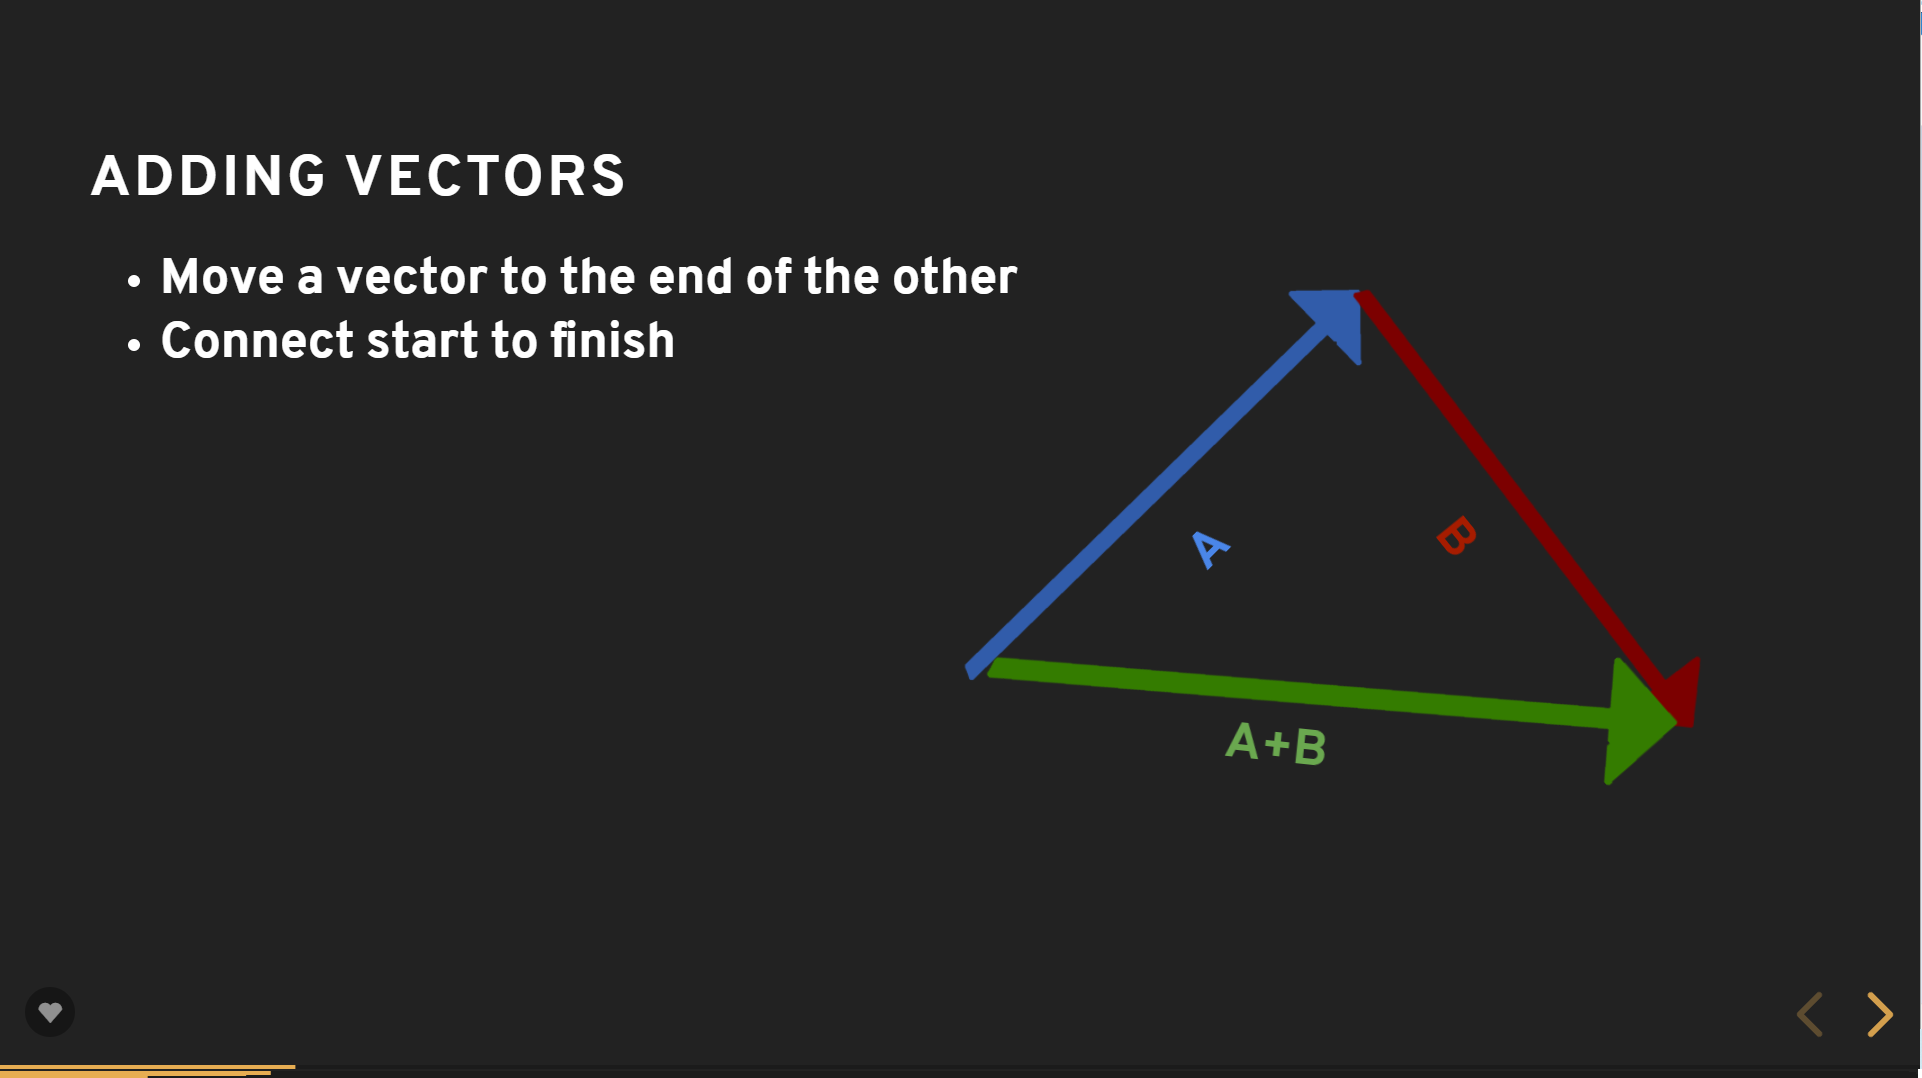 ADDING VECTORS
• Move a vector to the end of the other
• Connect start to finish
A
B
A+B